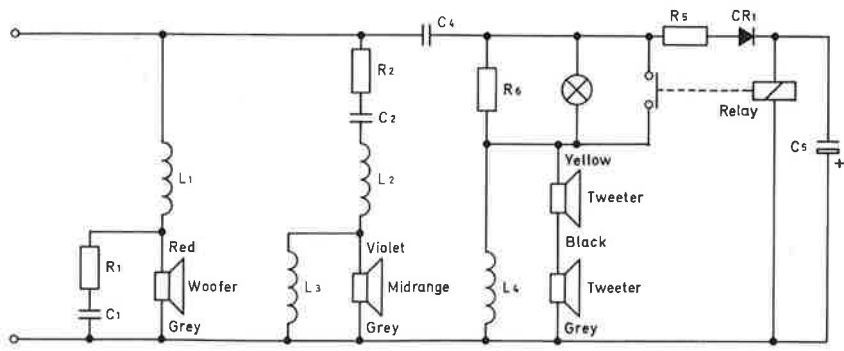 C4
R5
CR1
R2
R6
C2
Relay
C5
+
L1
L2
Yellow
Tweeter
Red
Violet
Black
R1
Woofer
L3
Midrange
L4
Tweeter
C1
Grey
Grey
Grey